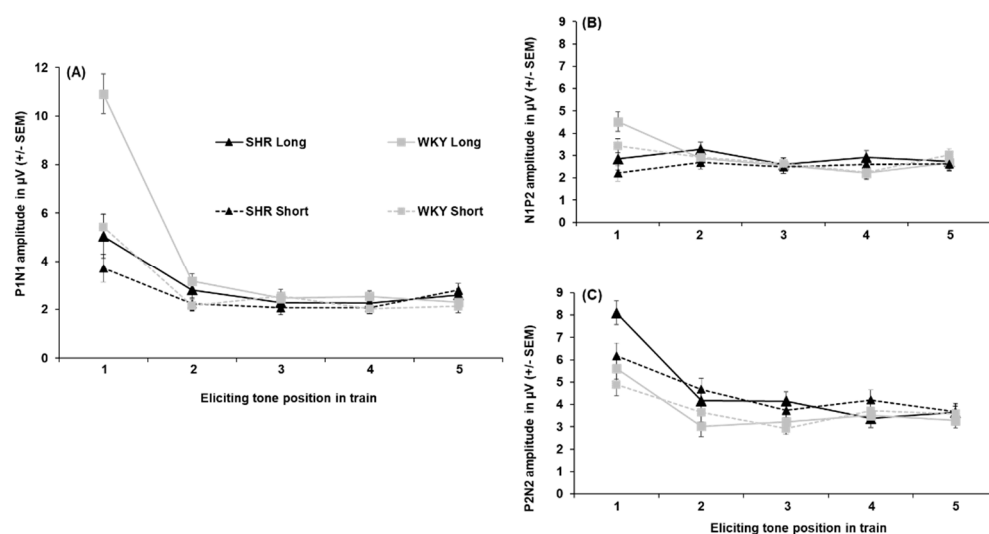 (A)
P1N1 amplitude in µV (+/- SEM)
12
10
8
6
4
2
0
SHR Long
WKY Long
SHR Short
WKY Short
1 2 3 4 5
Eliciting tone position in train
(B)
N1P2 amplitude in µV (+/- SEM)
9
8
7
6
5
4
3
2
1
0
1 2 3 4 5
(C)
P2N2 amplitude in µV (+/- SEM)
9
8
7
6
5
4
3
2
1
0
1 2 3 4 5
Eliciting tone position in train